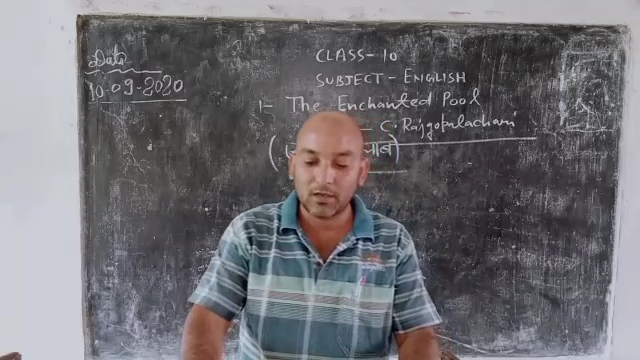 Date
10-09-2020
CLASS-10
SUBJECT-ENGLISH
1- The Enchanted Pool
- C. Rajgopalachari